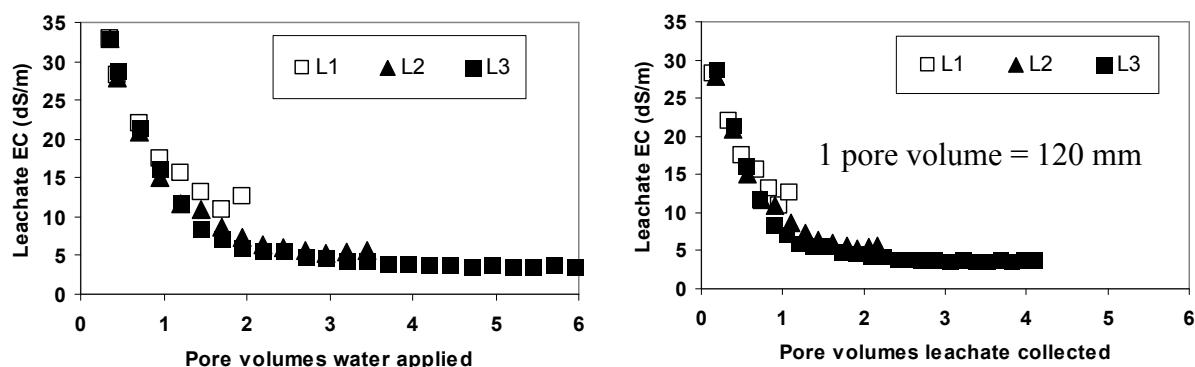 35
30
25
20
15
10
5
0
Leachate EC (dS/m)
L1 L2 L3
0 1 2 3 4 5 6
Pore volumes water applied
35
30
25
20
15
10
5
0
Leachate EC (dS/m)
L1 L2 L3
1 pore volume = 120 mm
0 1 2 3 4 5 6
Pore volumes leachate collected